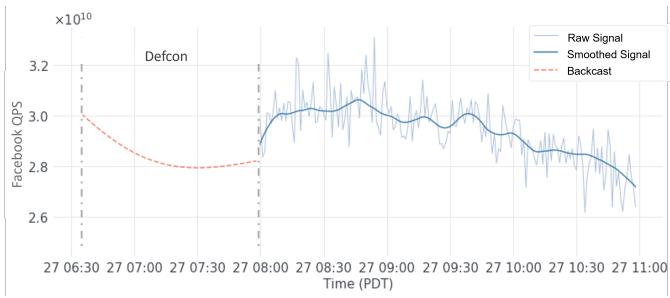 ×10¹⁰
Raw Signal
Smoothed Signal
Backcast
Defcon
3.2
3.0
2.8
2.6
Facebook QPS
27 06:30 27 07:00 27 07:30 27 08:00 27 08:30 27 09:00 27 09:30 27 10:00 27 10:30 27 11:00
Time (PDT)